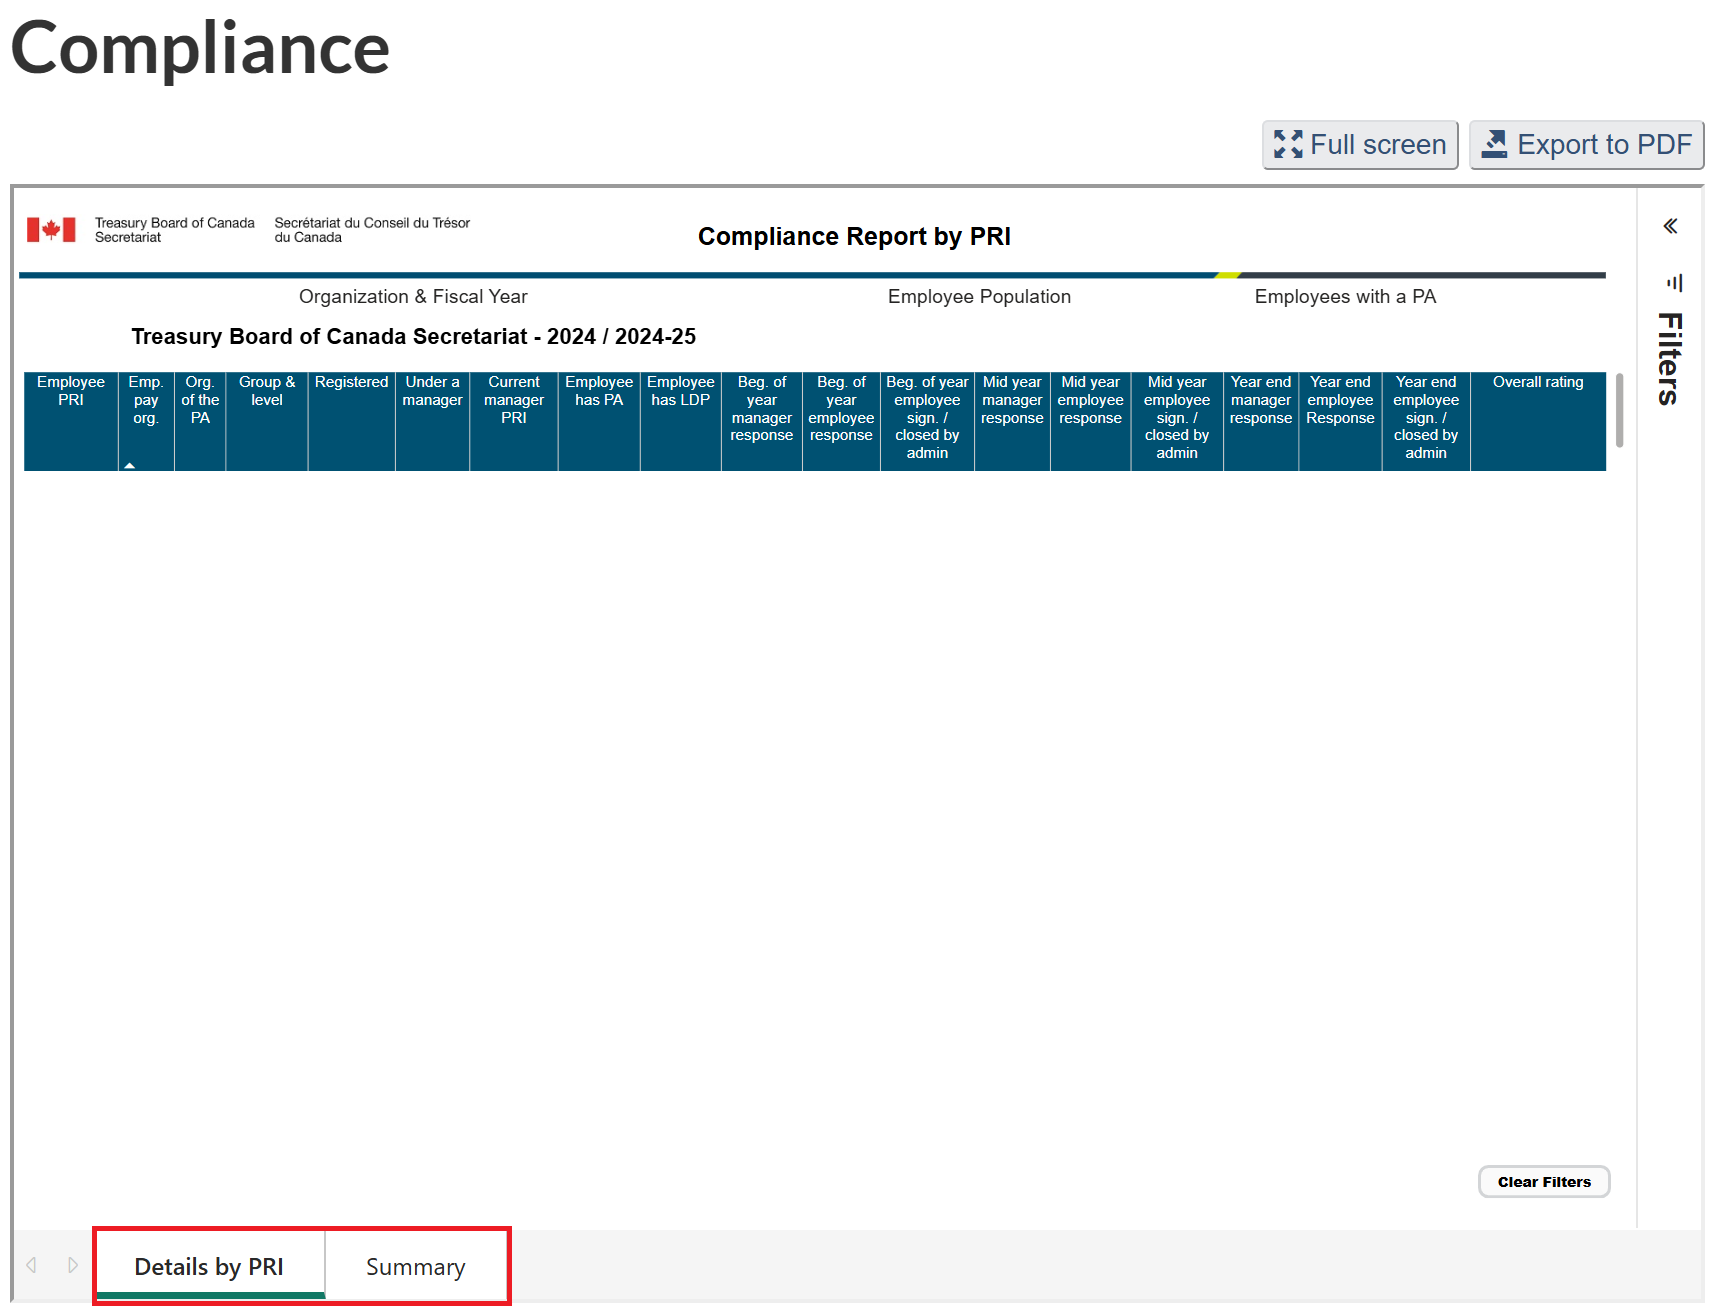 Compliance
Full screen
Export to PDF
Treasury Board of Canada Secretariat
Secrétariat du Conseil du Trésor du Canada
Compliance Report by PRI
Organization & Fiscal Year
Employee Population
Employees with a PA
Treasury Board of Canada Secretariat - 2024 / 2024-25
Employee PRI
Emp. pay org.
Org. of the PA
Group & level
Registered
Under a manager
Current manager PRI
Employee has PA
Employee has LDP
Beg. of year manager response
Beg. of year employee response
Beg. of year employee sign. / closed by admin
Mid year manager response
Mid year employee response
Mid year employee sign. / closed by admin
Year end manager response
Year end employee Response
Year end employee sign. / closed by admin
Overall rating
Filters
Clear Filters
Details by PRI
Summary